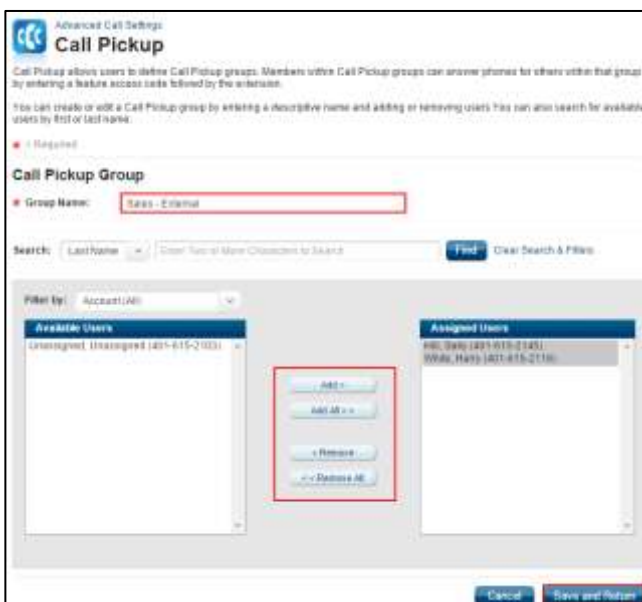 Advanced Call Settings
Call Pickup
Call Pickup allows users to define Call Pickup groups. Members within Call Pickup groups can answer phones for others within that group
by entering a feature access code followed by the extension.
You can create or edit a Call Pickup group by entering a descriptive name and adding or removing users You can also search for available
users by first or last name.
* = Required
Call Pickup Group
* Group Name: Sales - External
Search: Last Name Enter Two or More Characters to Search Find Clear Search & Filters
Filter by: Account (All)
Available Users Assigned Users
Unassigned, Unassigned (401-615-2103) Hill, Sally (401-615-2145)
White, Harry (401-615-2116)
Add >
Add All > >
< Remove
< < Remove All
Cancel Save and Return